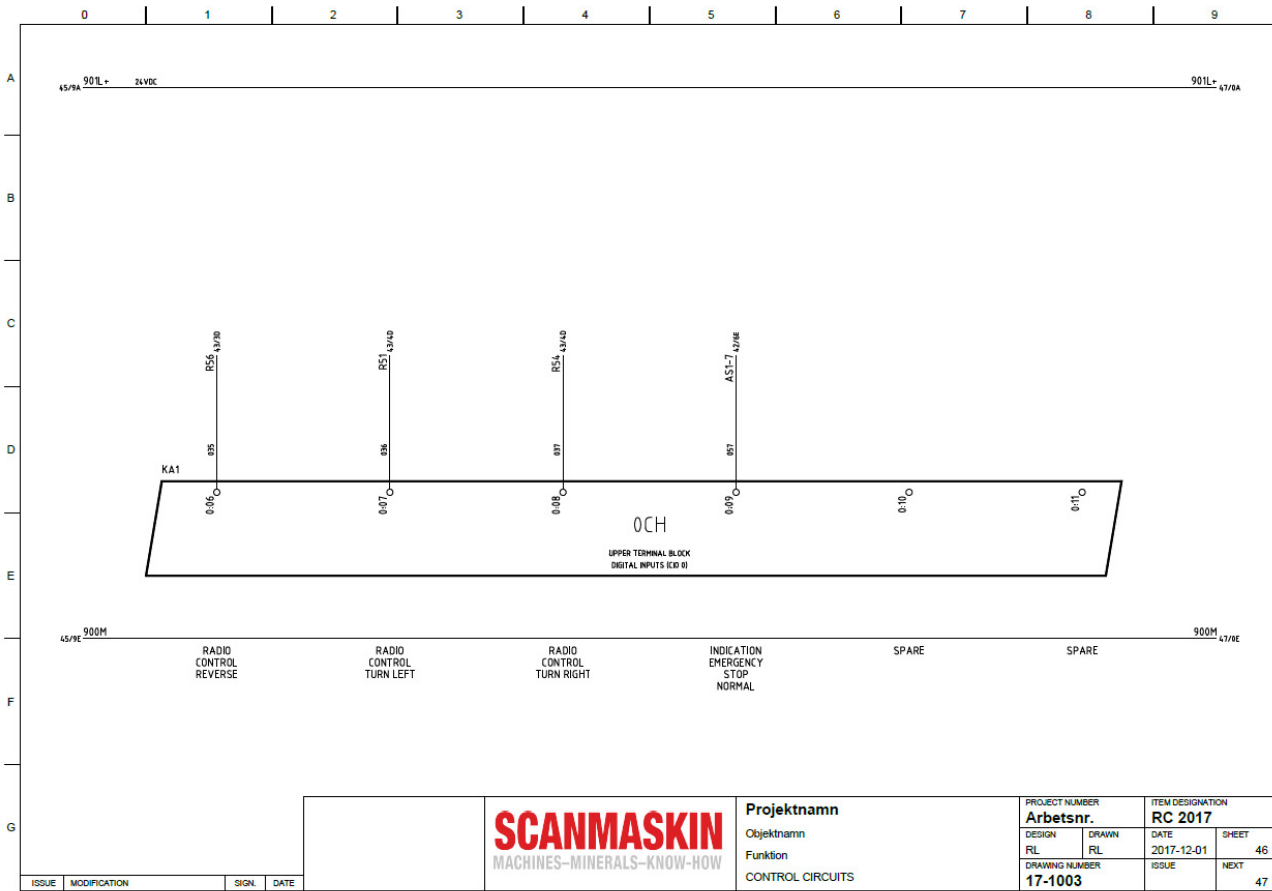 0 1 2 3 4 5 6 7 8 9
A
45/9A 901L+ 24VDC 901L+ 47/0A
B
C
R56 43/3D
R51 43/4D
R54 43/4D
AS1-7 42/6E
D
035
036
037
057
KA1
0:06
0:07
0:08
0:09
0:10
0:11
0CH
UPPER TERMINAL BLOCK
DIGITAL INPUTS (CIO 0)
E
45/9E 900M 900M 47/0E
RADIO
CONTROL
REVERSE
RADIO
CONTROL
TURN LEFT
RADIO
CONTROL
TURN RIGHT
INDICATION
EMERGENCY
STOP
NORMAL
SPARE
SPARE
F
G
ISSUE MODIFICATION SIGN. DATE
SCANMASKIN
MACHINES–MINERALS–KNOW-HOW
Projektnamn
Objektnamn
Funktion
CONTROL CIRCUITS
PROJECT NUMBER
Arbetsnr.
ITEM DESIGNATION
RC 2017
DESIGN DRAWN DATE SHEET
RL RL 2017-12-01 46
DRAWING NUMBER ISSUE NEXT
17-1003 47